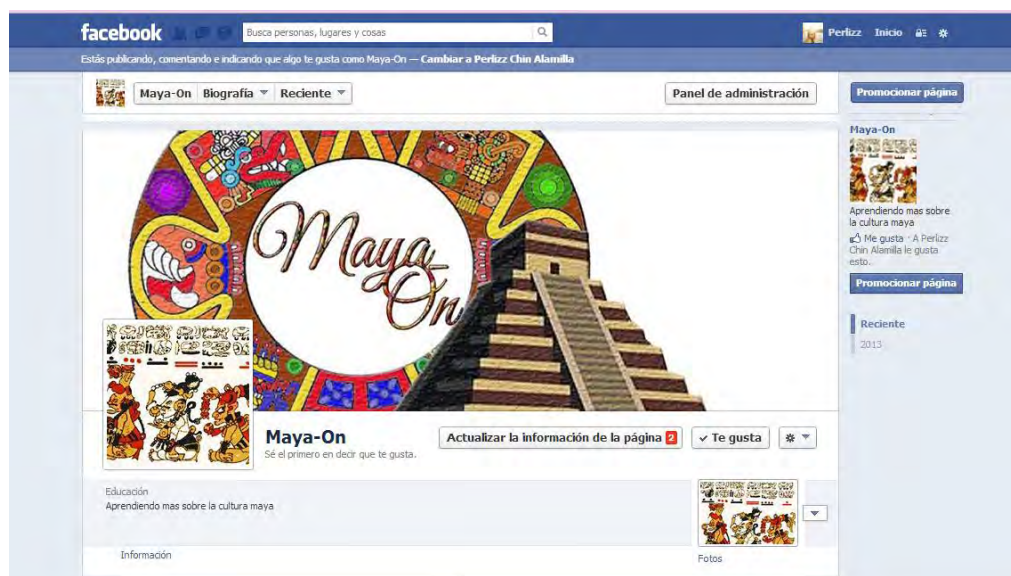 facebook
Busca personas, lugares y cosas
Perlizz Inicio
Estás publicando, comentando e indicando que algo te gusta como Maya-On — Cambiar a Perlizz Chin Alamilla
Maya-On Biografía Reciente
Panel de administración
Promocionar página
Maya On
Maya-On
Aprendiendo mas sobre
la cultura maya
Me gusta · A Perlizz
Chin Alamilla le gusta
esto.
Promocionar página
Reciente
2013
Maya-On
Sé el primero en decir que te gusta.
Actualizar la información de la página 2
Te gusta
Educación
Aprendiendo mas sobre la cultura maya
Información
Fotos